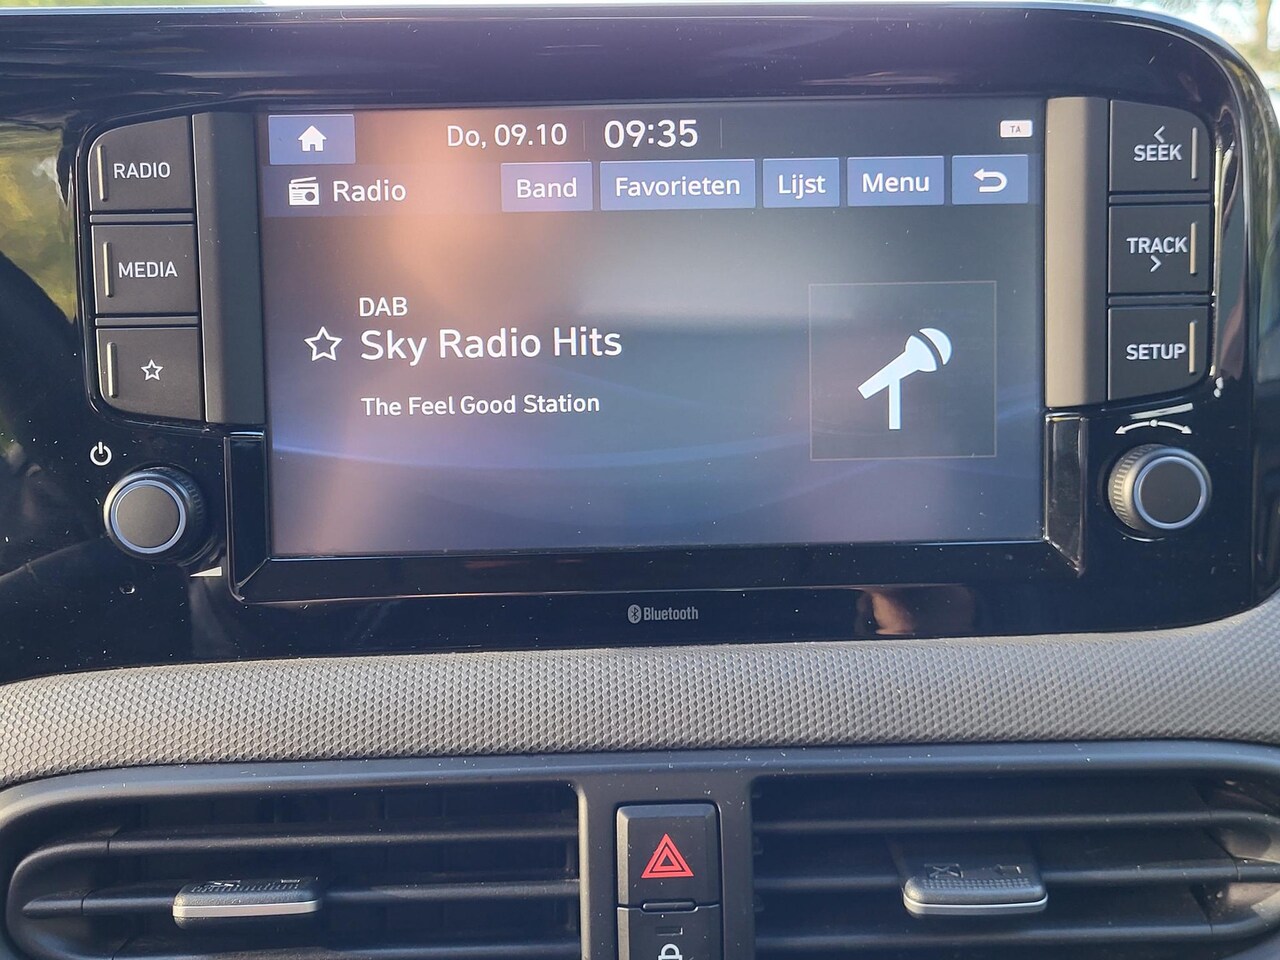 Do, 09.10 09:35 TA
Radio Band Favorieten Lijst Menu
DAB
Sky Radio Hits
The Feel Good Station
RADIO
MEDIA
SEEK
TRACK
SETUP
Bluetooth